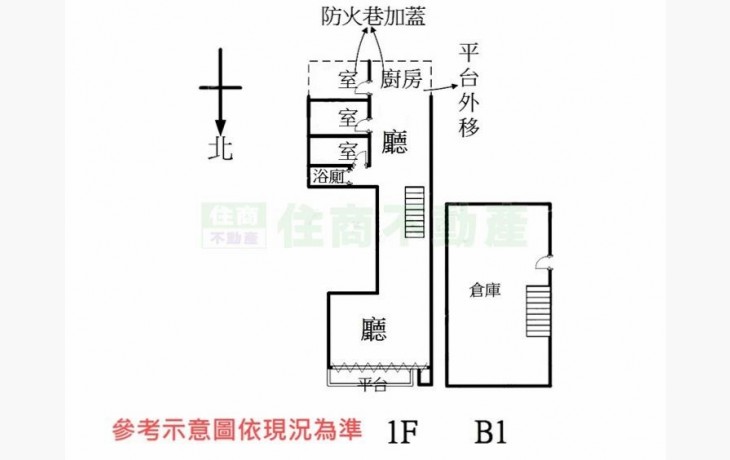 防火巷加蓋
室
廚房
平台外移
室
廳
室
浴廁
北
住商
不動產
住商不動產
倉庫
廳
平台
參考示意圖依現況為準
1F
B1